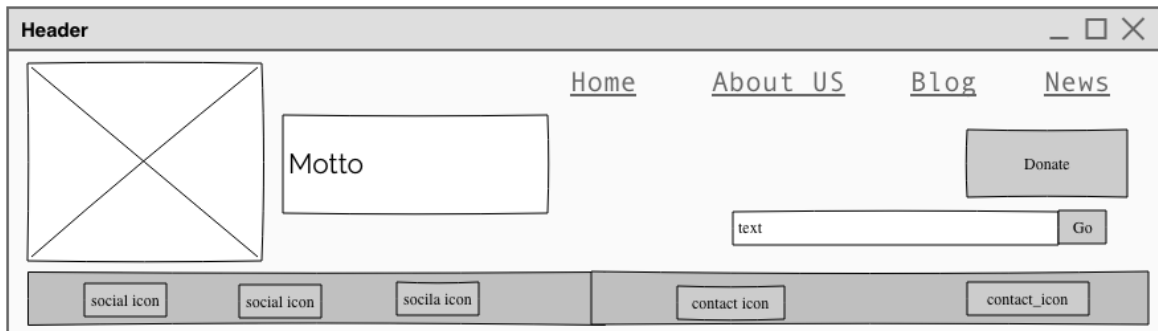 Header
Home About US Blog News
Motto
Donate
text Go
social icon social icon socila icon contact icon contact_icon